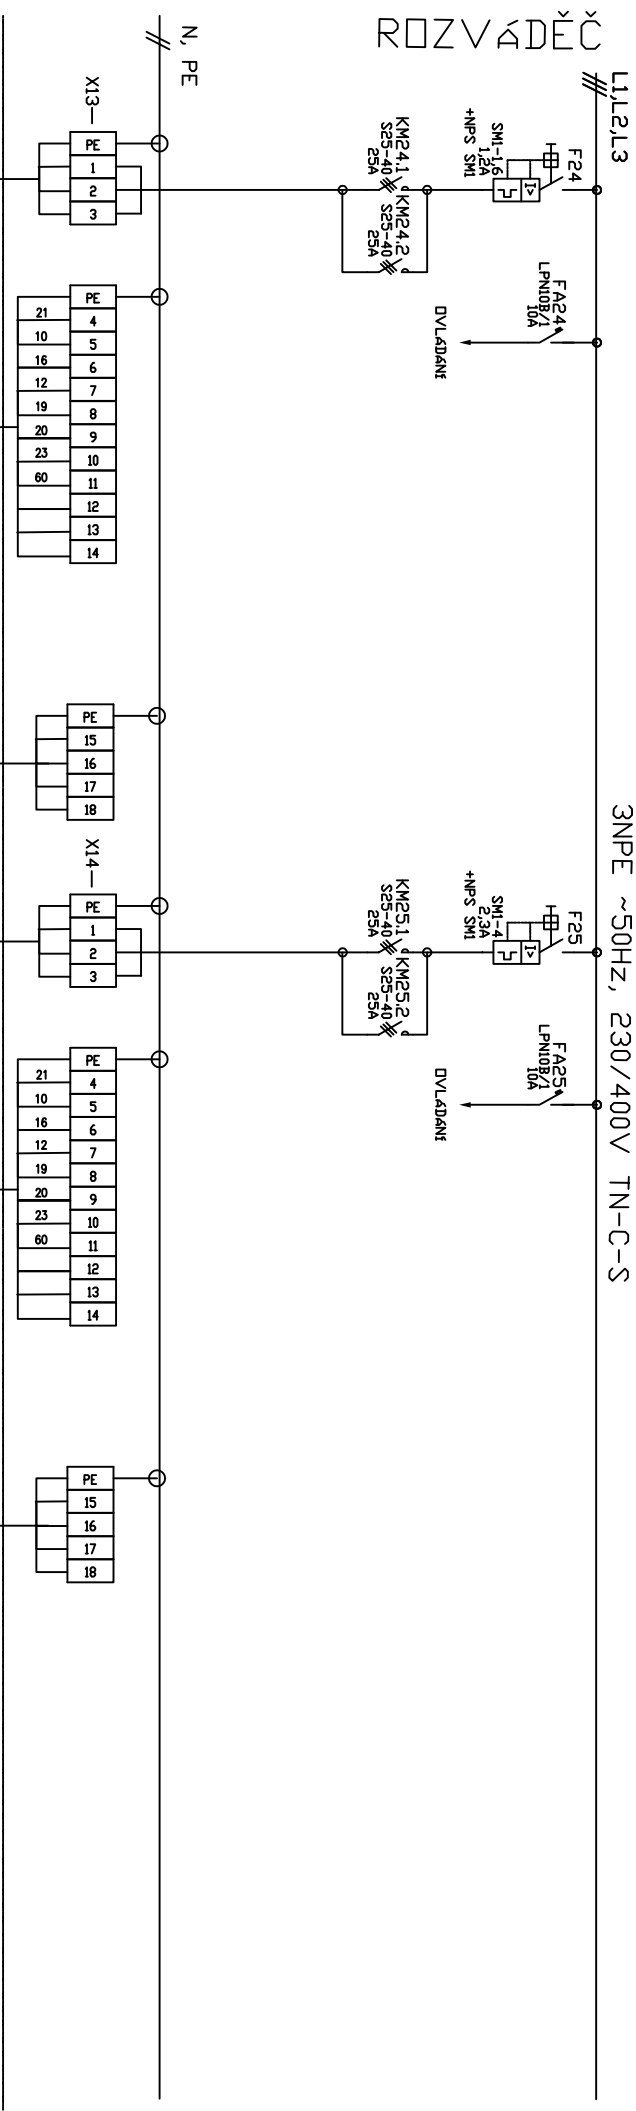 ROZVÁDĚČ
L1,L2,L3
3NPE ~50Hz, 230/400V TN-C-S
F24
SM1-1,6
1,2A
+NPS SM1
KM24.1
S25-40
25A
KM24.2
S25-40
25A
I>
FA24
LPN10B/1
10A
OVLÁDÁNÍ
F25
SM1-4
2,3A
+NPS SM1
KM25.1
S25-40
25A
KM25.2
S25-40
25A
I>
FA25
LPN10B/1
10A
OVLÁDÁNÍ
N, PE
X13
PE
1
2
3
PE
4
5
6
7
8
9
10
11
12
13
14
21
10
16
12
19
20
23
60
PE
15
16
17
18
X14
PE
1
2
3
PE
4
5
6
7
8
9
10
11
12
13
14
21
10
16
12
19
20
23
60
PE
15
16
17
18